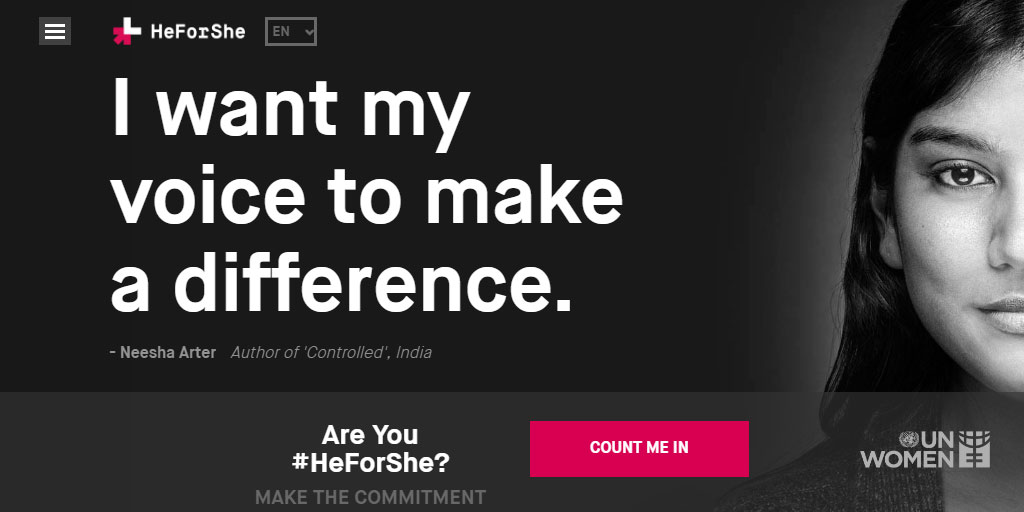 HeForShe EN
I want my
voice to make
a difference.
- Neesha Arter Author of 'Controlled', India
Are You
#HeForShe?
MAKE THE COMMITMENT
COUNT ME IN
UN
WOMEN